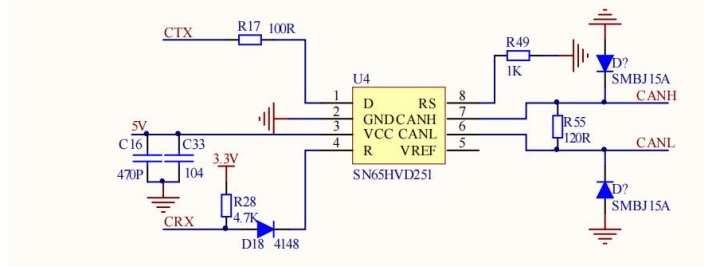 CTX
R17 100R
R49
1K
D?
SMBJ15A
CANH
U4
1 D RS 8
2 GND CANH 7
3 VCC CANL 6
4 R VREF 5
SN65HVD251
R55
120R
CANL
5V
C16
470P
C33
104
3.3V
R28
4.7K
CRX
D18 4148
D?
SMBJ15A